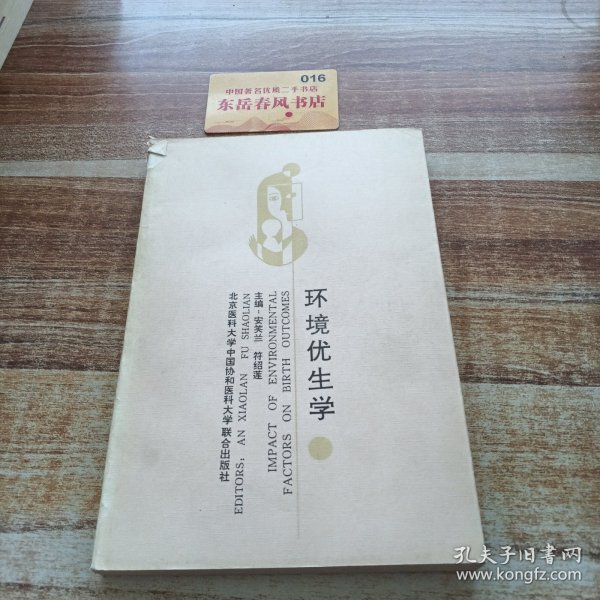 016
中国著名优质二手书店
东岳春风书店
环境优生学
IMPACT OF ENVIRONMENTAL
FACTORS ON BIRTH OUTCOMES
主编·安笑兰 符绍莲
EDITORS: AN XIAOLAN FU SHAOLIAN
北京医科大学中国协和医科大学 联合出版社
孔夫子旧书网
www.kongfz.com